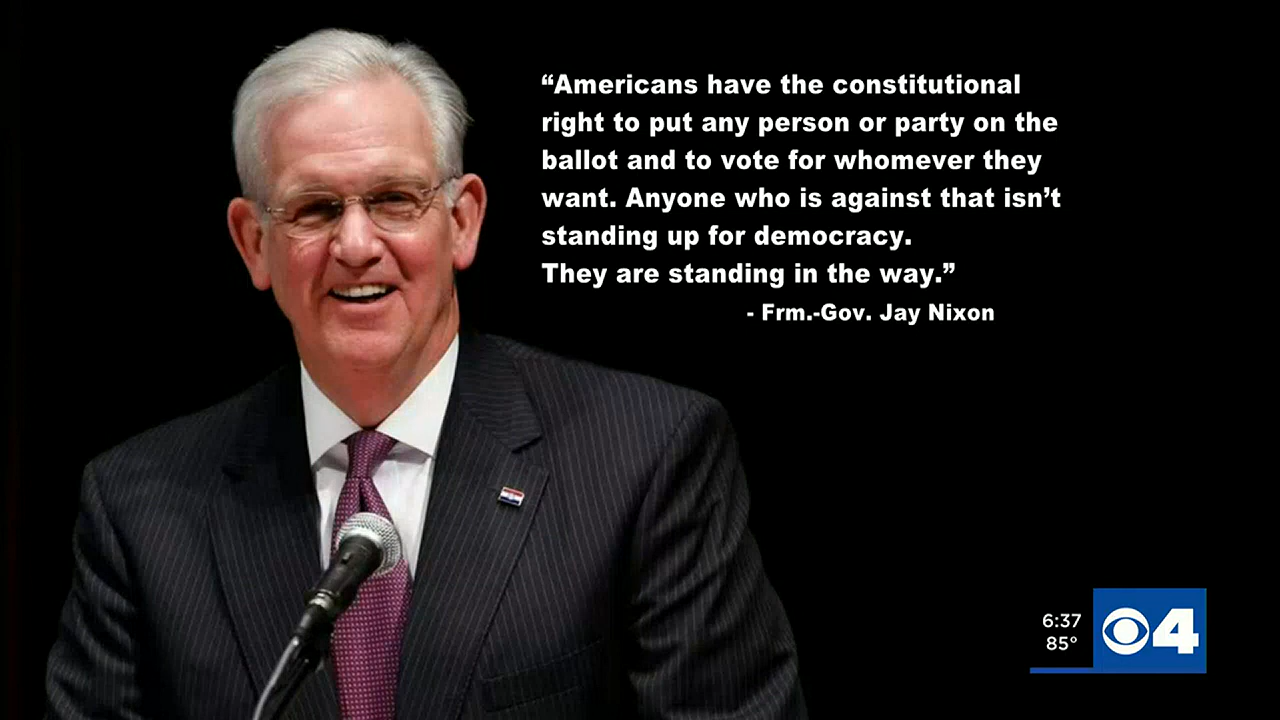 “Americans have the constitutional
right to put any person or party on the
ballot and to vote for whomever they
want. Anyone who is against that isn’t
standing up for democracy.
They are standing in the way.”
- Frm.-Gov. Jay Nixon
6:37
85°
4